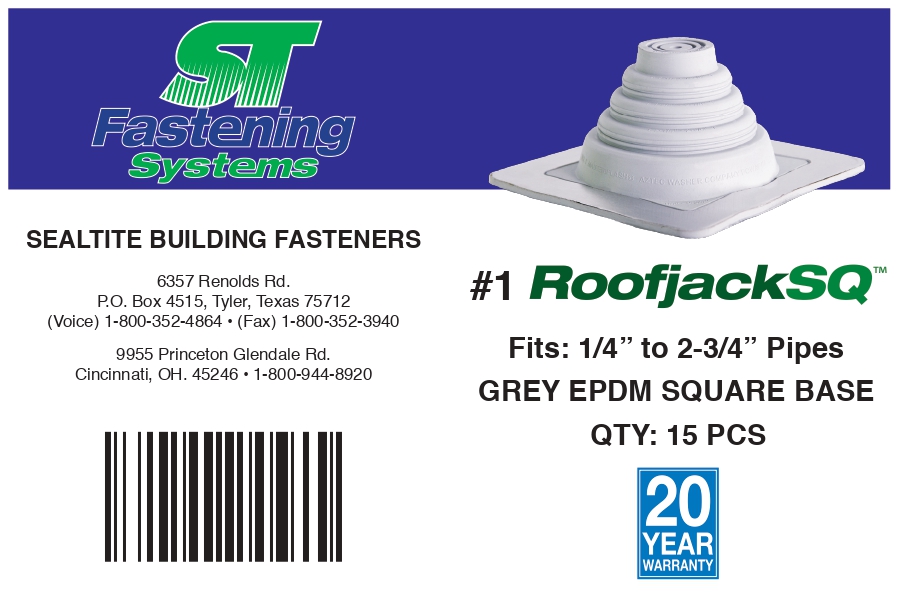 ST
Fastening
Systems
SEALTITE BUILDING FASTENERS
6357 Renolds Rd.
P.O. Box 4515, Tyler, Texas 75712
(Voice) 1-800-352-4864 • (Fax) 1-800-352-3940
9955 Princeton Glendale Rd.
Cincinnati, OH. 45246 • 1-800-944-8920
#1 RoofjackSQ™
Fits: 1/4” to 2-3/4” Pipes
GREY EPDM SQUARE BASE
QTY: 15 PCS
20
YEAR
WARRANTY